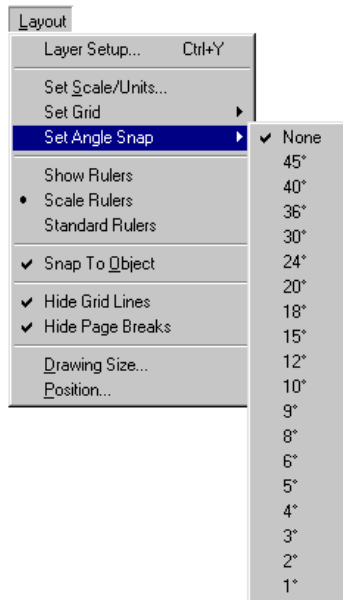 Layout
Layer Setup... Ctrl+Y
Set Scale/Units...
Set Grid
Set Angle Snap
Show Rulers
Scale Rulers
Standard Rulers
Snap To Object
Hide Grid Lines
Hide Page Breaks
Drawing Size...
Position...
None
45°
40°
36°
30°
24°
20°
18°
15°
12°
10°
9°
8°
6°
5°
4°
3°
2°
1°